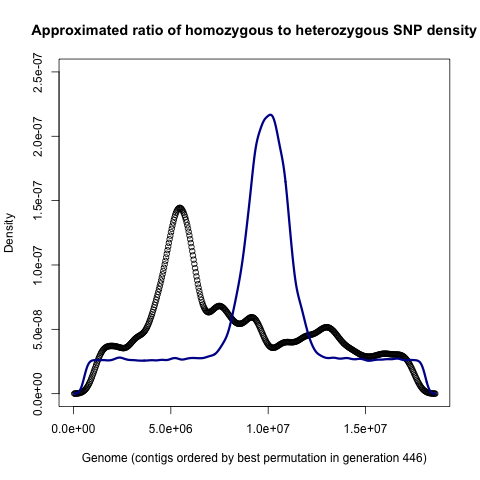 Approximated ratio of homozygous to heterozygous SNP density
Density
2.5e-07
2.0e-07
1.5e-07
1.0e-07
5.0e-08
0.0e+00
0.0e+00 5.0e+06 1.0e+07 1.5e+07
Genome (contigs ordered by best permutation in generation 446)